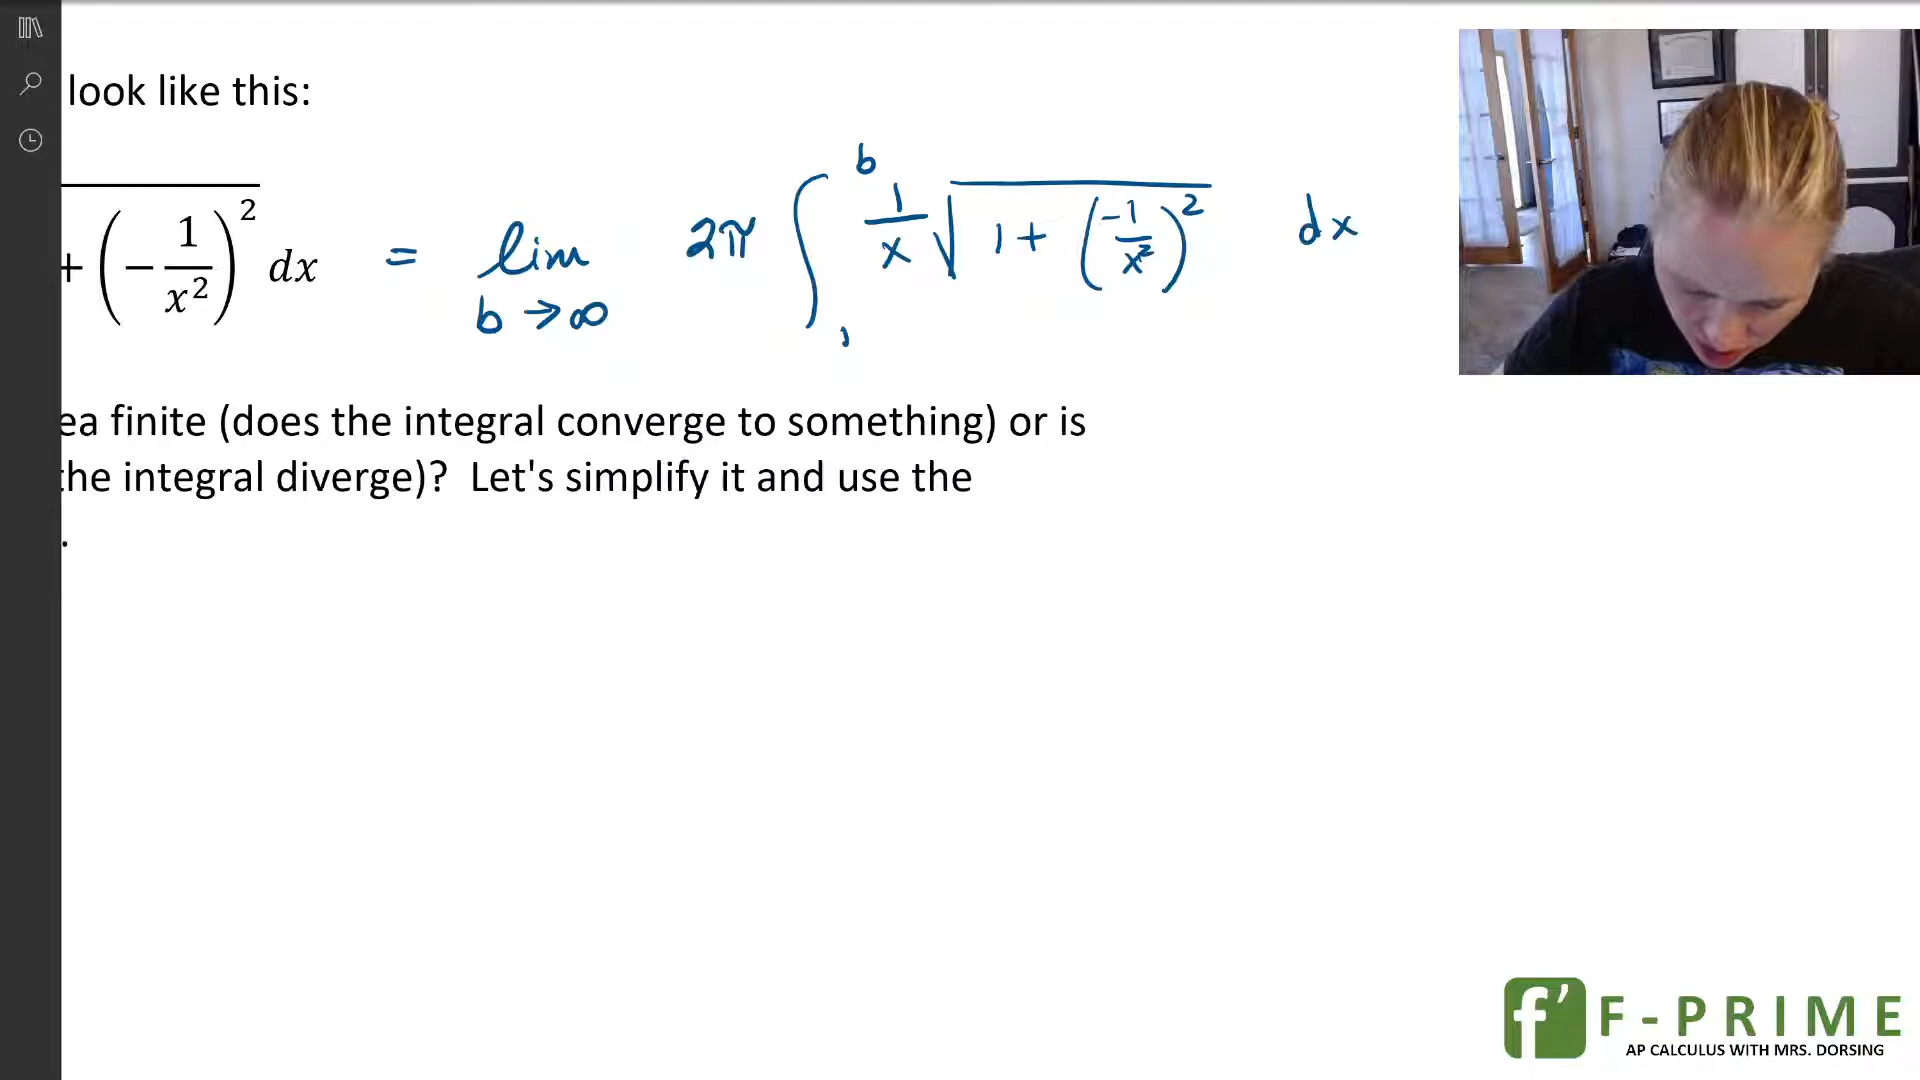 look like this:
+ (−1/x²)² dx = lim b→∞ 2π ∫₁ᵇ 1/x √(1 + (−1/x²)²) dx
ea finite (does the integral converge to something) or is
the integral diverge)? Let's simplify it and use the
.
f' F-PRIME
AP CALCULUS WITH MRS. DORSING